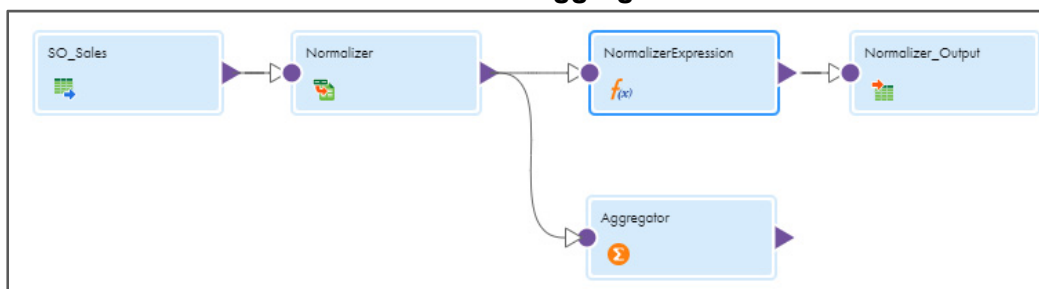 SO_Sales
Normalizer
NormalizerExpression
Normalizer_Output
f(x)
Aggregator
Σ